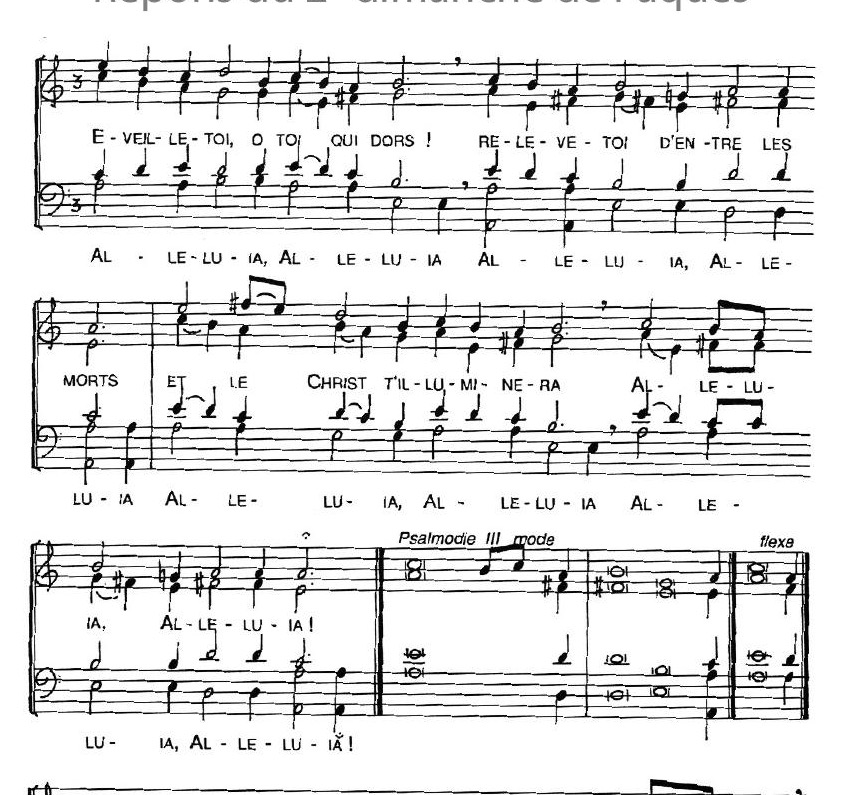 Répons du 2e dimanche de Pâques
E-VEIL-LE-TOI, O TOI QUI DORS ! RE-LE-VE-TOI D'EN-TRE LES
AL - LE-LU-IA, AL-LE-LU-IA AL - LE-LU-IA, AL-LE-
MORTS ET LE CHRIST T'IL-LU-MI-NE-RA AL-LE-LU-
LU-IA AL-LE- LU-IA, AL-LE-LU-IA AL-LE-
Psalmodie III mode flexe
IA, AL-LE-LU-IA !
LU- IA, AL-LE-LU-IA !